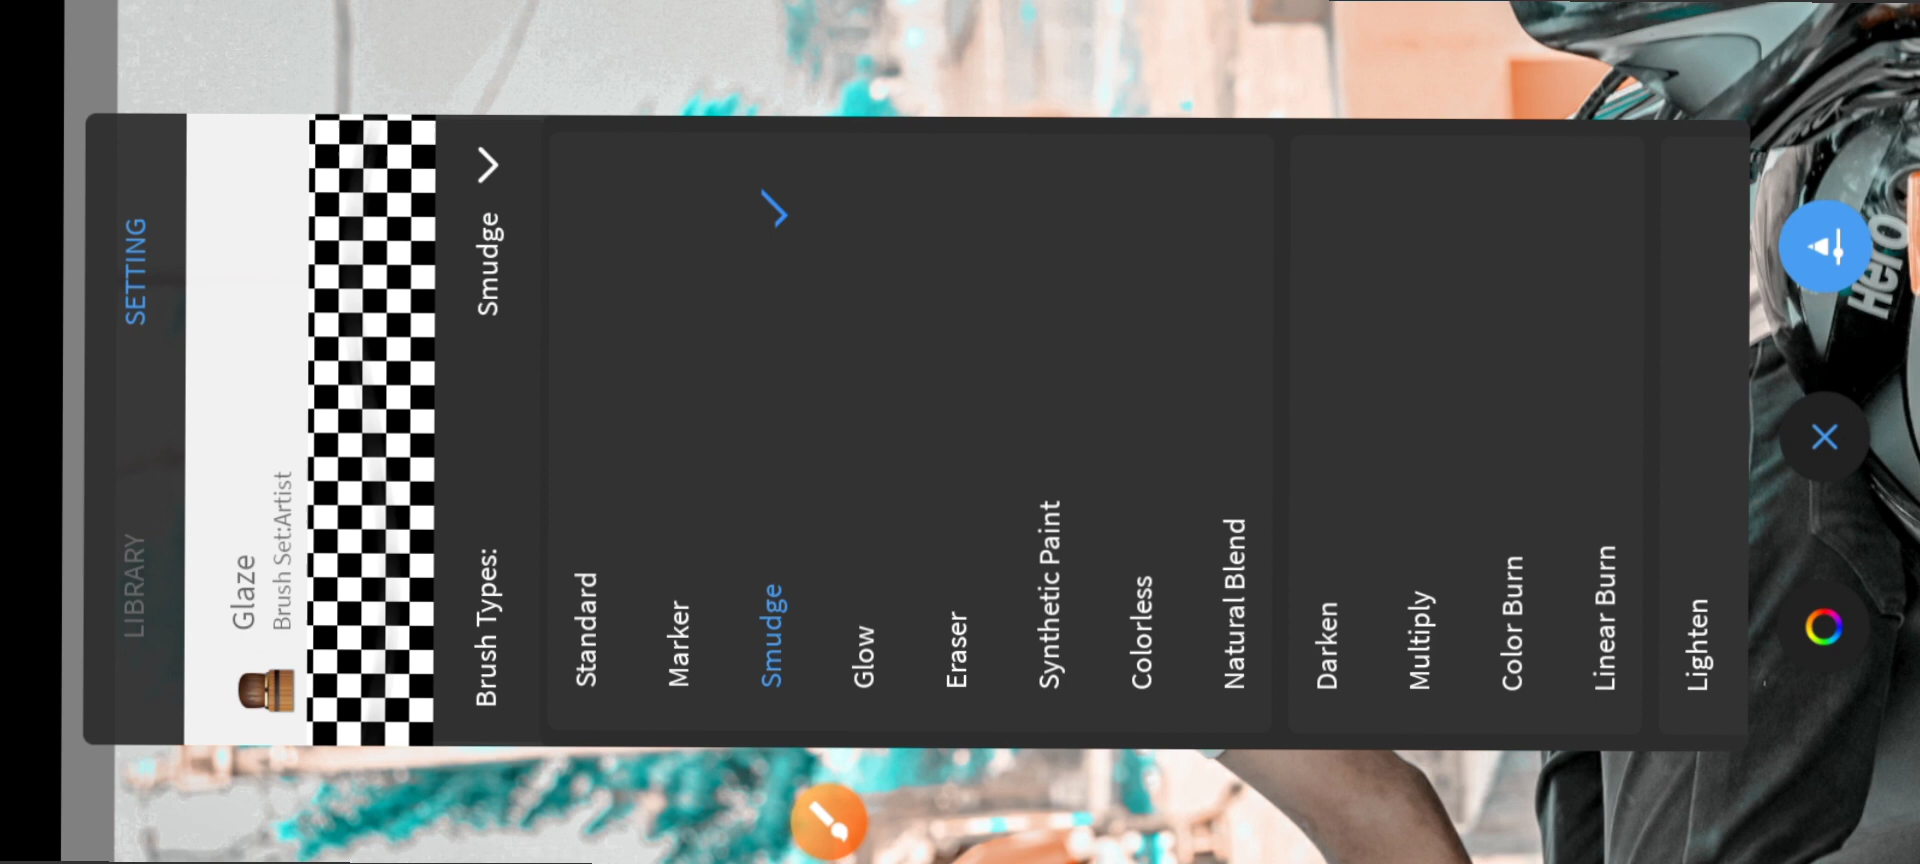 LIBRARY SETTING
Glaze
Brush Set:Artist
Brush Types: Smudge
Standard
Marker
Smudge
Glow
Eraser
Synthetic Paint
Colorless
Natural Blend
Darken
Multiply
Color Burn
Linear Burn
Lighten
Hero